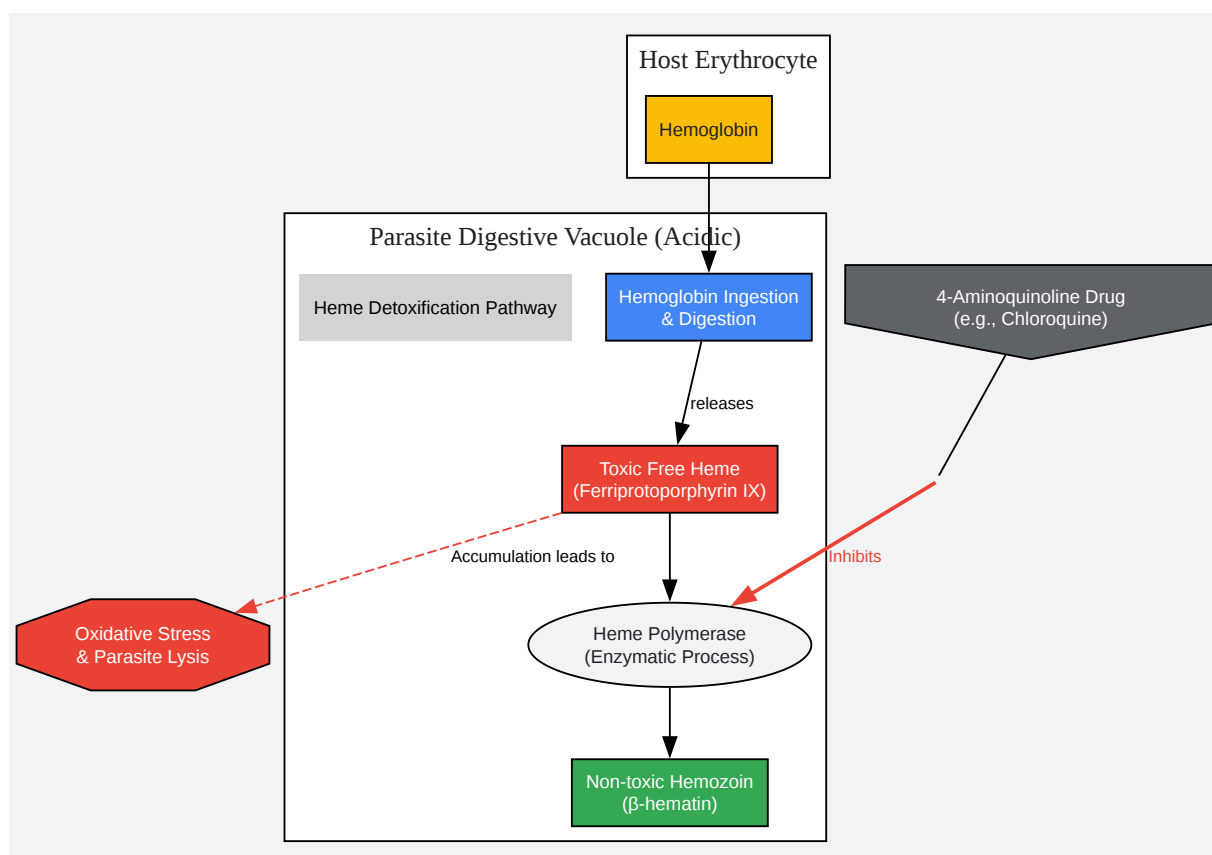 Host Erythrocyte
Hemoglobin
Parasite Digestive Vacuole (Acidic)
Heme Detoxification Pathway
Hemoglobin Ingestion
& Digestion
4-Aminoquinoline Drug
(e.g., Chloroquine)
releases
Toxic Free Heme
(Ferriprotoporphyrin IX)
Accumulation leads to
Inhibits
Oxidative Stress
& Parasite Lysis
Heme Polymerase
(Enzymatic Process)
Non-toxic Hemozoin
(β-hematin)